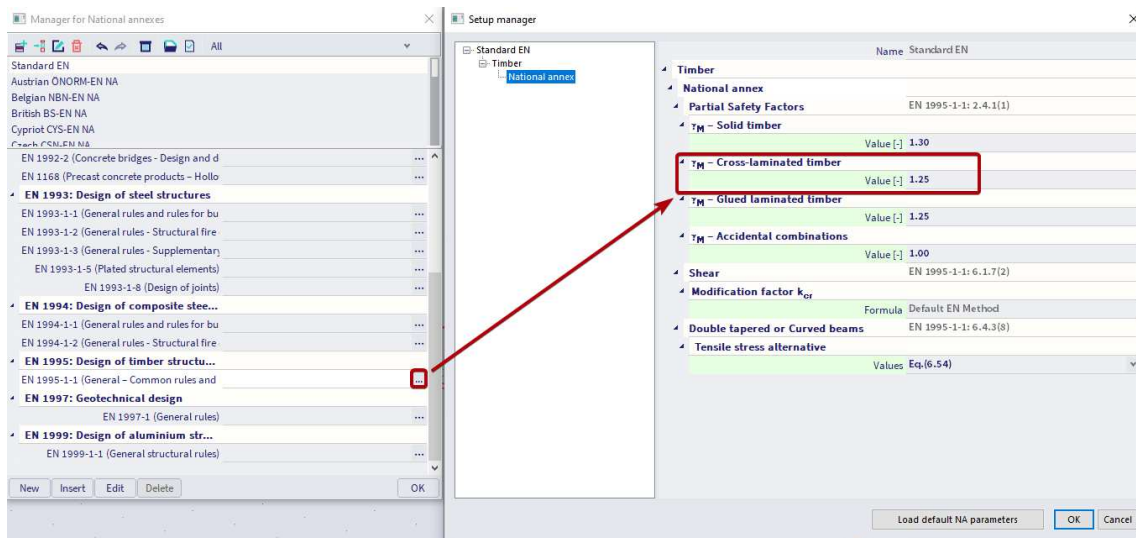 Manager for National annexes
All
Standard EN
Austrian ÖNORM-EN NA
Belgian NBN-EN NA
British BS-EN NA
Cypriot CYS-EN NA
Czech CSN-EN NA
EN 1992-2 (Concrete bridges - Design and d
...
EN 1168 (Precast concrete products – Hollo
...
EN 1993: Design of steel structures
EN 1993-1-1 (General rules and rules for bu
...
EN 1993-1-2 (General rules - Structural fire
...
EN 1993-1-3 (General rules - Supplementary
...
EN 1993-1-5 (Plated structural elements)
...
EN 1993-1-8 (Design of joints)
...
EN 1994: Design of composite stee...
EN 1994-1-1 (General rules and rules for bu
...
EN 1994-1-2 (General rules - Structural fire
...
EN 1995: Design of timber structu...
EN 1995-1-1 (General – Common rules and
...
EN 1997: Geotechnical design
EN 1997-1 (General rules)
...
EN 1999: Design of aluminium str...
EN 1999-1-1 (General structural rules)
...
New Insert Edit Delete OK
Setup manager
Standard EN
Timber
National annex
Name Standard EN
Timber
National annex
Partial Safety Factors EN 1995-1-1: 2.4.1(1)
γM – Solid timber
Value [-] 1.30
γM – Cross-laminated timber
Value [-] 1.25
γM – Glued laminated timber
Value [-] 1.25
γM – Accidental combinations
Value [-] 1.00
Shear EN 1995-1-1: 6.1.7(2)
Modification factor kcr
Formula Default EN Method
Double tapered or Curved beams EN 1995-1-1: 6.4.3(8)
Tensile stress alternative
Values Eq.(6.54)
Load default NA parameters OK Cancel